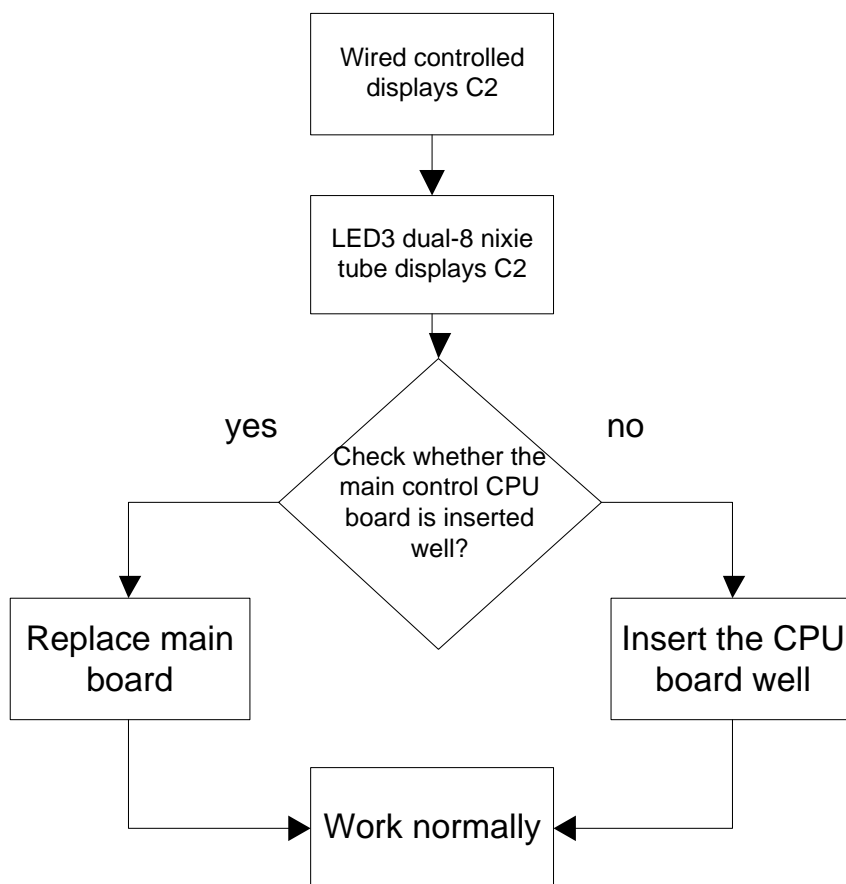 Wired controlled
displays C2
LED3 dual-8 nixie
tube displays C2
yes
no
Check whether the
main control CPU
board is inserted
well?
Replace main
board
Insert the CPU
board well
Work normally